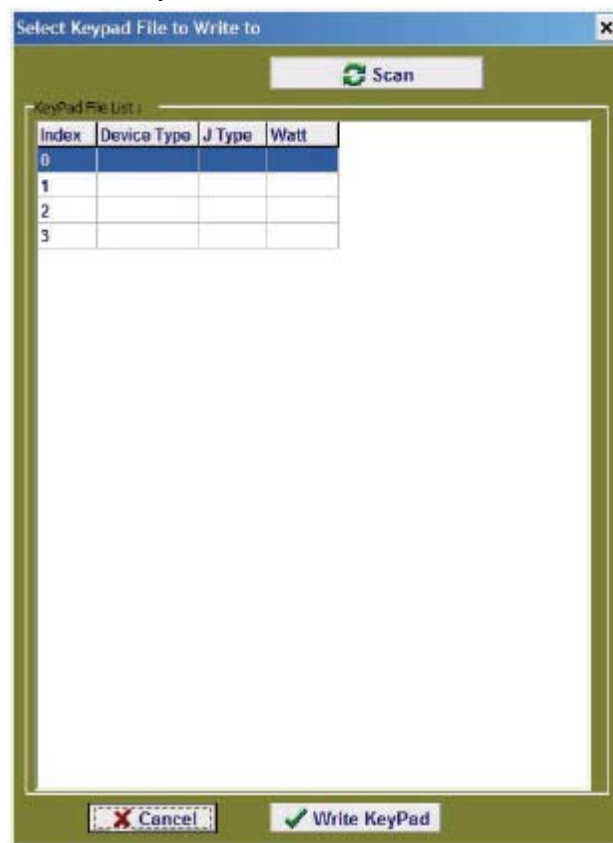 Select Keypad File to Write to
Scan
KeyPad File List :
Index Device Type J Type Watt
0
1
2
3
Cancel Write KeyPad